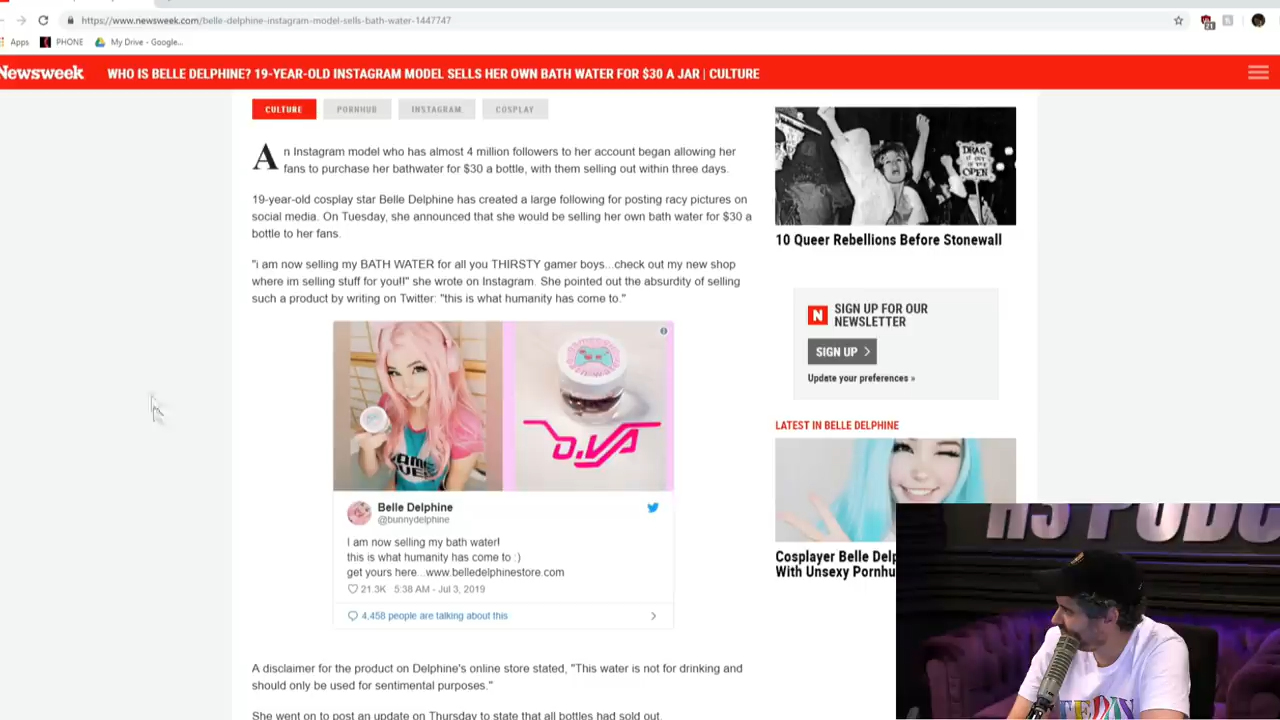 https://www.newsweek.com/belle-delphine-instagram-model-sells-bath-water-1447747
Apps PHONE My Drive - Google...
21
Newsweek WHO IS BELLE DELPHINE? 19-YEAR-OLD INSTAGRAM MODEL SELLS HER OWN BATH WATER FOR $30 A JAR | CULTURE
CULTURE PORNHUB INSTAGRAM COSPLAY
An Instagram model who has almost 4 million followers to her account began allowing her
fans to purchase her bathwater for $30 a bottle, with them selling out within three days.
19-year-old cosplay star Belle Delphine has created a large following for posting racy pictures on
social media. On Tuesday, she announced that she would be selling her own bath water for $30 a
bottle to her fans.
"i am now selling my BATH WATER for all you THIRSTY gamer boys...check out my new shop
where im selling stuff for you!!" she wrote on Instagram. She pointed out the absurdity of selling
such a product by writing on Twitter: "this is what humanity has come to."
GAME
OVER
D.VA
Belle Delphine
@bunnydelphine
I am now selling my bath water!
this is what humanity has come to :)
get yours here...www.belledelphinestore.com
21.3K 5:38 AM - Jul 3, 2019
4,458 people are talking about this
A disclaimer for the product on Delphine's online store stated, "This water is not for drinking and
should only be used for sentimental purposes."
She went on to post an update on Thursday to state that all bottles had sold out.
DRAG
IT OUT
IN THE
OPEN
10 Queer Rebellions Before Stonewall
N SIGN UP FOR OUR
NEWSLETTER
SIGN UP >
Update your preferences »
LATEST IN BELLE DELPHINE
Cosplayer Belle Delp
With Unsexy Pornhu
H3 PODC